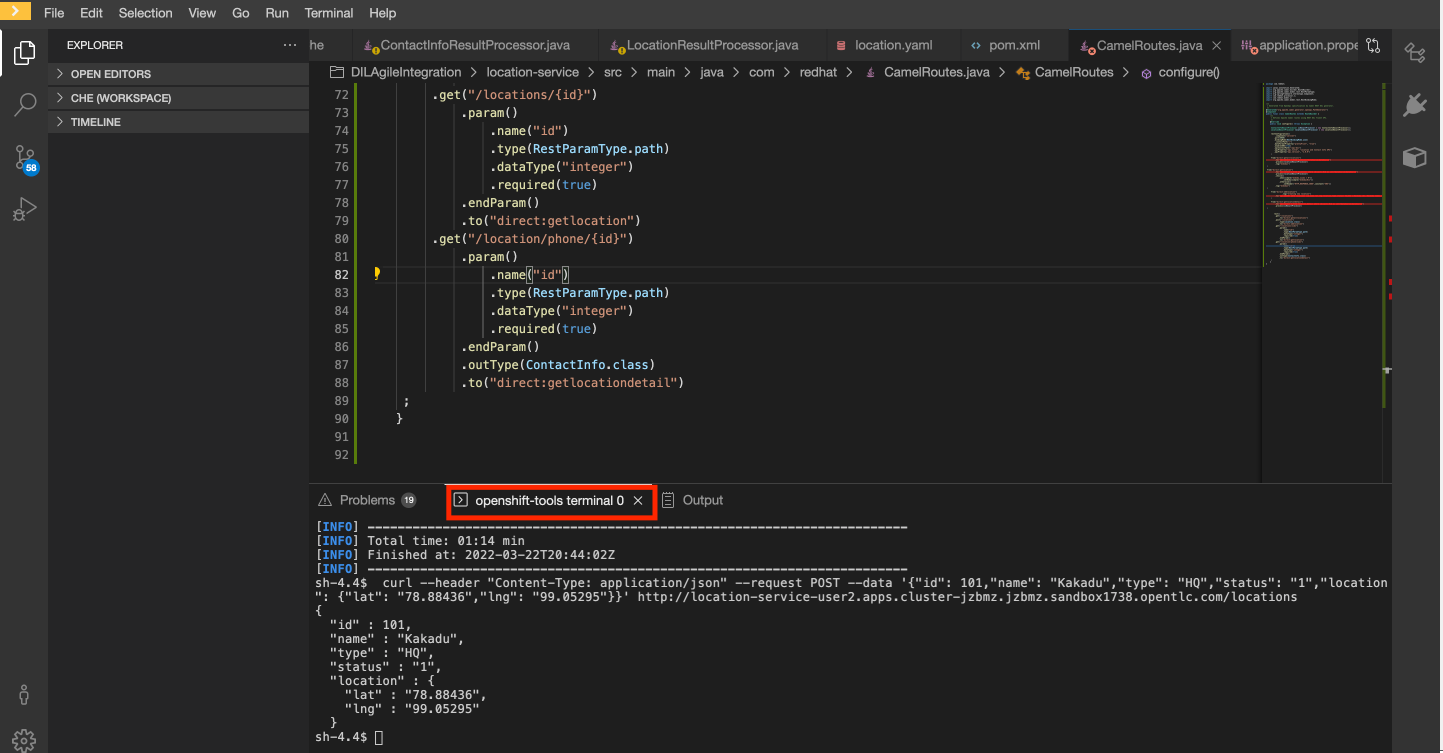 File Edit Selection View Go Run Terminal Help
EXPLORER
OPEN EDITORS
CHE (WORKSPACE)
TIMELINE
58
he ContactInfoResultProcessor.java LocationResultProcessor.java location.yaml pom.xml CamelRoutes.java application.prope
DILAgileIntegration > location-service > src > main > java > com > redhat > CamelRoutes.java > CamelRoutes > configure()
72 .get("/locations/{id}")
73 .param()
74 .name("id")
75 .type(RestParamType.path)
76 .dataType("integer")
77 .required(true)
78 .endParam()
79 .to("direct:getlocation")
80 .get("/location/phone/{id}")
81 .param()
82 .name("id")
83 .type(RestParamType.path)
84 .dataType("integer")
85 .required(true)
86 .endParam()
87 .outType(ContactInfo.class)
88 .to("direct:getlocationdetail")
89 ;
90 }
91
92
Problems 19 openshift-tools terminal 0 Output
[INFO] ------------------------------------------------------------------------
[INFO] Total time: 01:14 min
[INFO] Finished at: 2022-03-22T20:44:02Z
[INFO] ------------------------------------------------------------------------
sh-4.4$ curl --header "Content-Type: application/json" --request POST --data '{"id": 101,"name": "Kakadu","type": "HQ","status": "1","location
": {"lat": "78.88436","lng": "99.05295"}}' http://location-service-user2.apps.cluster-jzbmz.jzbmz.sandbox1738.opentlc.com/locations
{
"id" : 101,
"name" : "Kakadu",
"type" : "HQ",
"status" : "1",
"location" : {
"lat" : "78.88436",
"lng" : "99.05295"
}
sh-4.4$